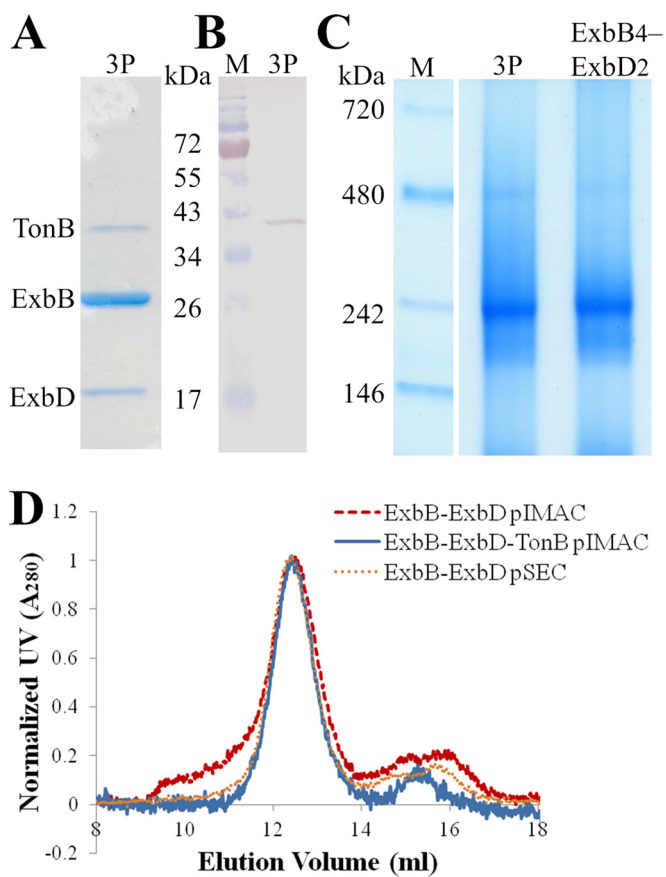 A
3P
TonB
ExbB
ExbD
B
kDa
M
3P
72
55
43
34
26
17
C
ExbB4–
ExbD2
kDa
M
3P
720
480
242
146
D
ExbB-ExbD pIMAC
ExbB-ExbD-TonB pIMAC
ExbB-ExbD pSEC
Normalized UV (A280)
1.2
1
0.8
0.6
0.4
0.2
0
-0.2
8
10
12
14
16
18
Elution Volume (ml)